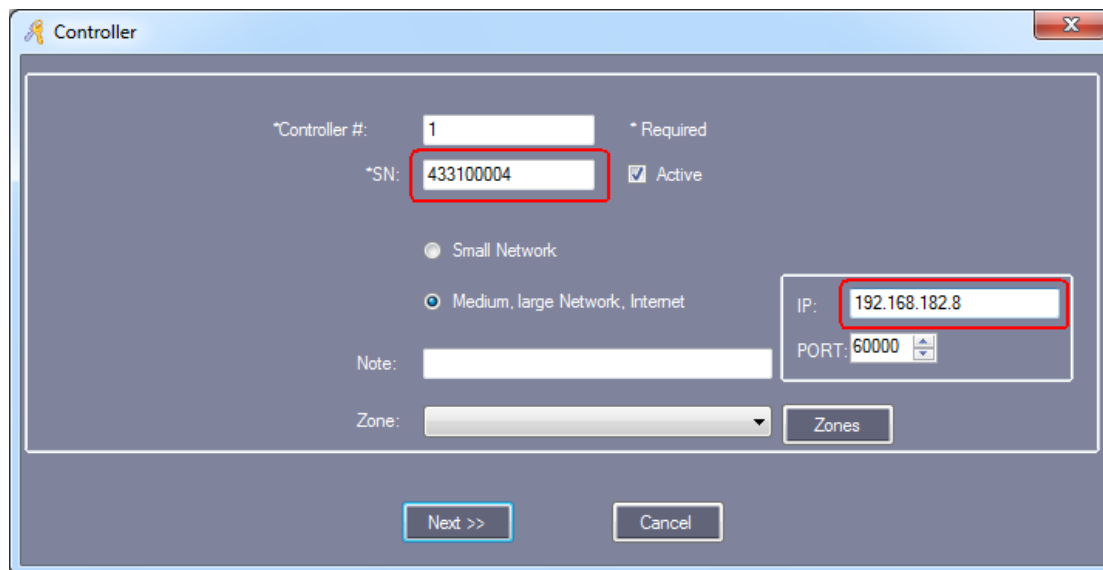 Controller
*Controller #: 1 * Required
*SN: 433100004 Active
Small Network
Medium, large Network, Internet
IP: 192.168.182.8
PORT: 60000
Note:
Zone: Zones
Next >> Cancel